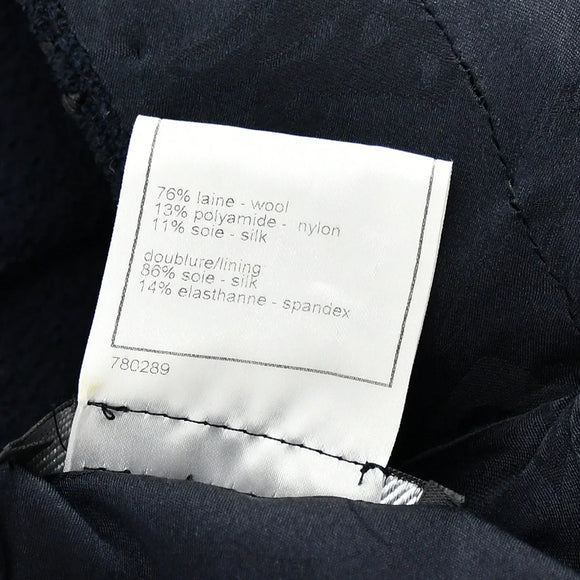 76% laine - wool
13% polyamide - nylon
11% soie - silk
doublure/lining
86% soie - silk
14% elasthanne - spandex
780289